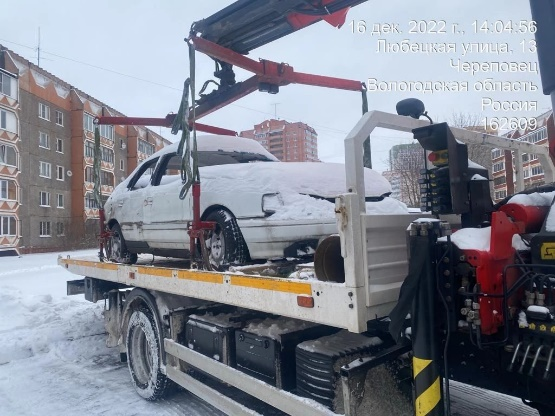 16 дек. 2022 г., 14:04:56
Любецкая улица, 13
Череповец
Вологодская область
Россия
162609